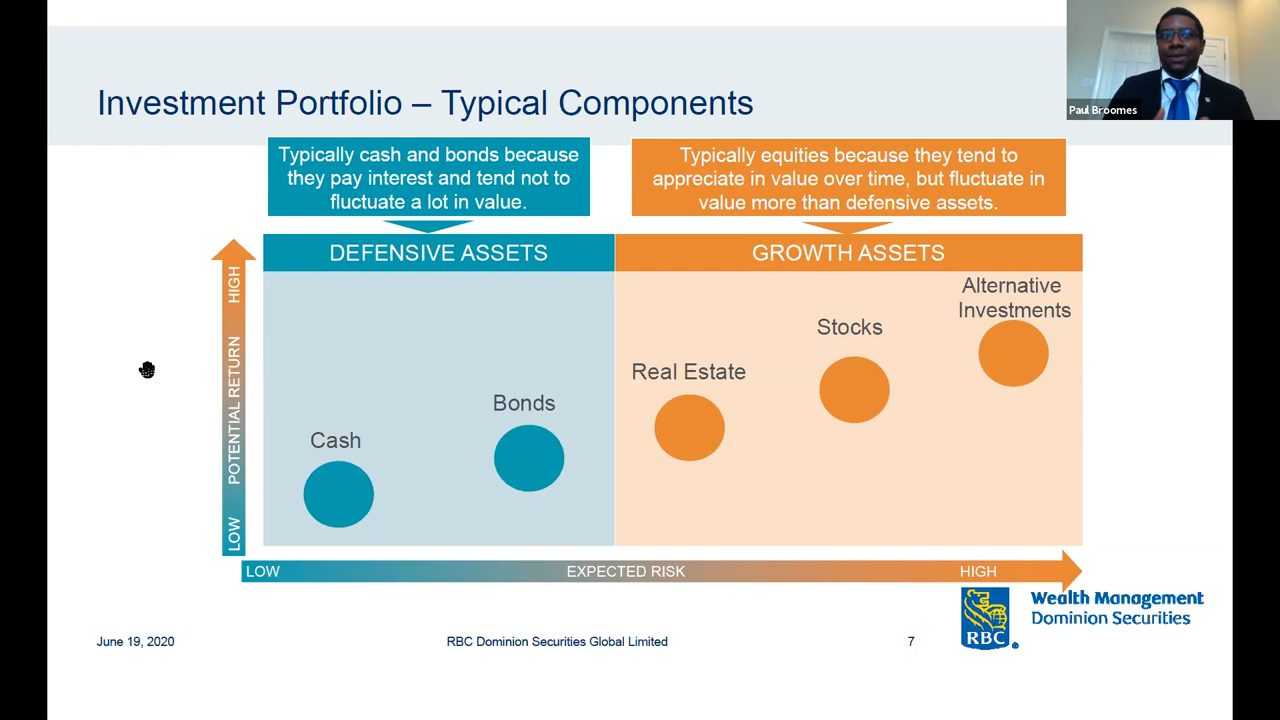 Paul Broomes
Investment Portfolio – Typical Components
Typically cash and bonds because
they pay interest and tend not to
fluctuate a lot in value.
Typically equities because they tend to
appreciate in value over time, but fluctuate in
value more than defensive assets.
DEFENSIVE ASSETS
GROWTH ASSETS
HIGH
POTENTIAL RETURN
LOW
Cash
Bonds
Real Estate
Stocks
Alternative
Investments
LOW
EXPECTED RISK
HIGH
RBC
®
Wealth Management
Dominion Securities
June 19, 2020
RBC Dominion Securities Global Limited
7